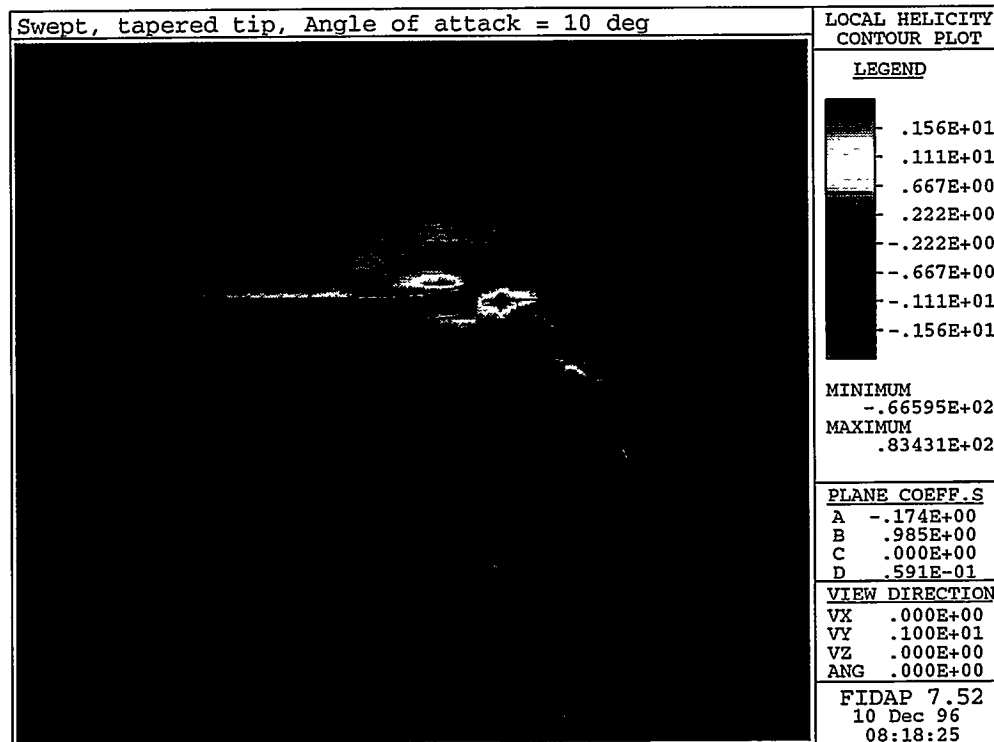 Swept, tapered tip, Angle of attack = 10 deg
LOCAL HELICITY
CONTOUR PLOT
LEGEND
.156E+01
.111E+01
.667E+00
.222E+00
-.222E+00
-.667E+00
-.111E+01
-.156E+01
MINIMUM
-.66595E+02
MAXIMUM
.83431E+02
PLANE COEFF.S
A -.174E+00
B .985E+00
C .000E+00
D .591E-01
VIEW DIRECTION
VX .000E+00
VY .100E+01
VZ .000E+00
ANG .000E+00
FIDAP 7.52
10 Dec 96
08:18:25